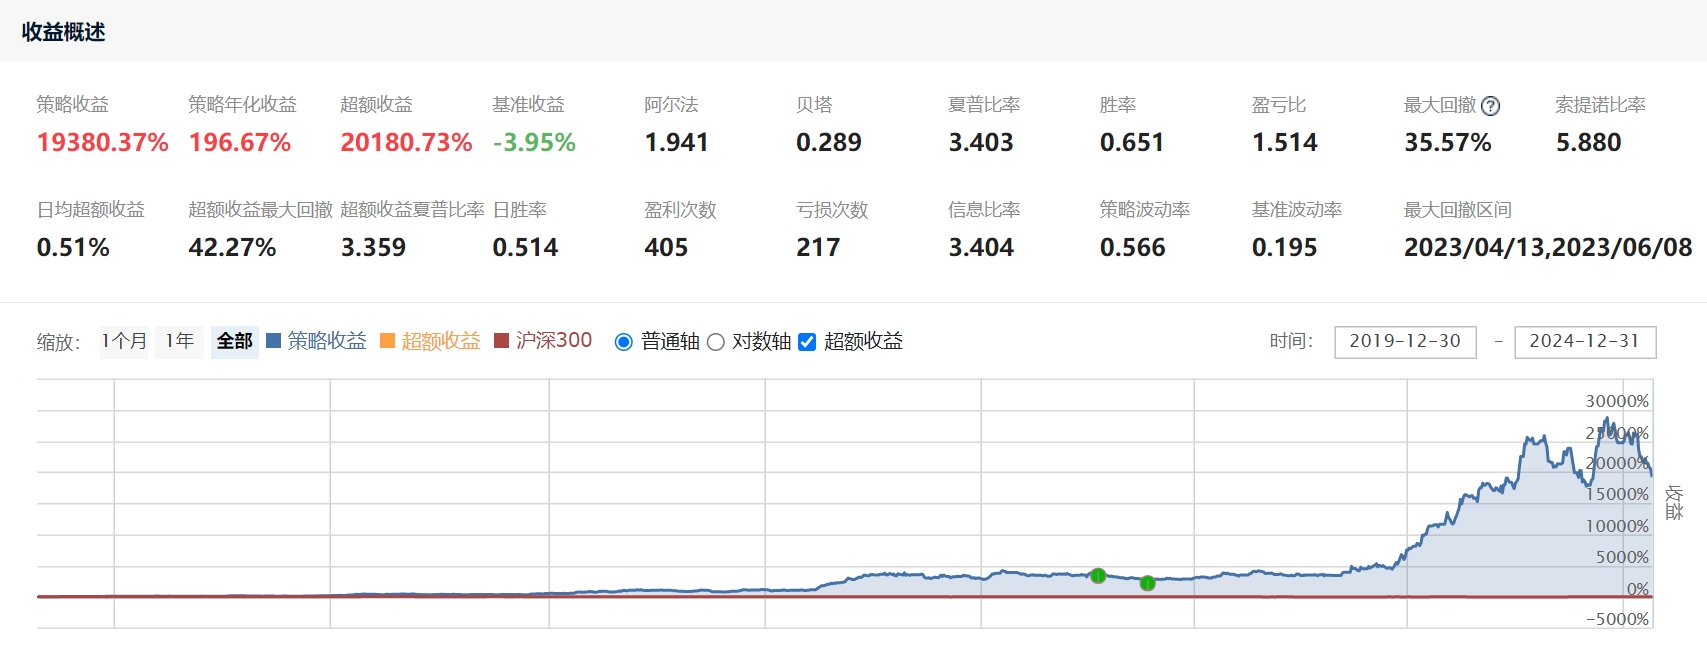 收益概述
策略收益 策略年化收益 超额收益 基准收益 阿尔法 贝塔 夏普比率 胜率 盈亏比 最大回撤 ? 索提诺比率
19380.37% 196.67% 20180.73% -3.95% 1.941 0.289 3.403 0.651 1.514 35.57% 5.880
日均超额收益 超额收益最大回撤 超额收益夏普比率 日胜率 盈利次数 亏损次数 信息比率 策略波动率 基准波动率 最大回撤区间
0.51% 42.27% 3.359 0.514 405 217 3.404 0.566 0.195 2023/04/13,2023/06/08
缩放： 1个月 1年 全部 策略收益 超额收益 沪深300 普通轴 对数轴 超额收益 时间： 2019-12-30 - 2024-12-31
30000%
25000%
20000%
15000%
10000%
5000%
0%
-5000%
收益